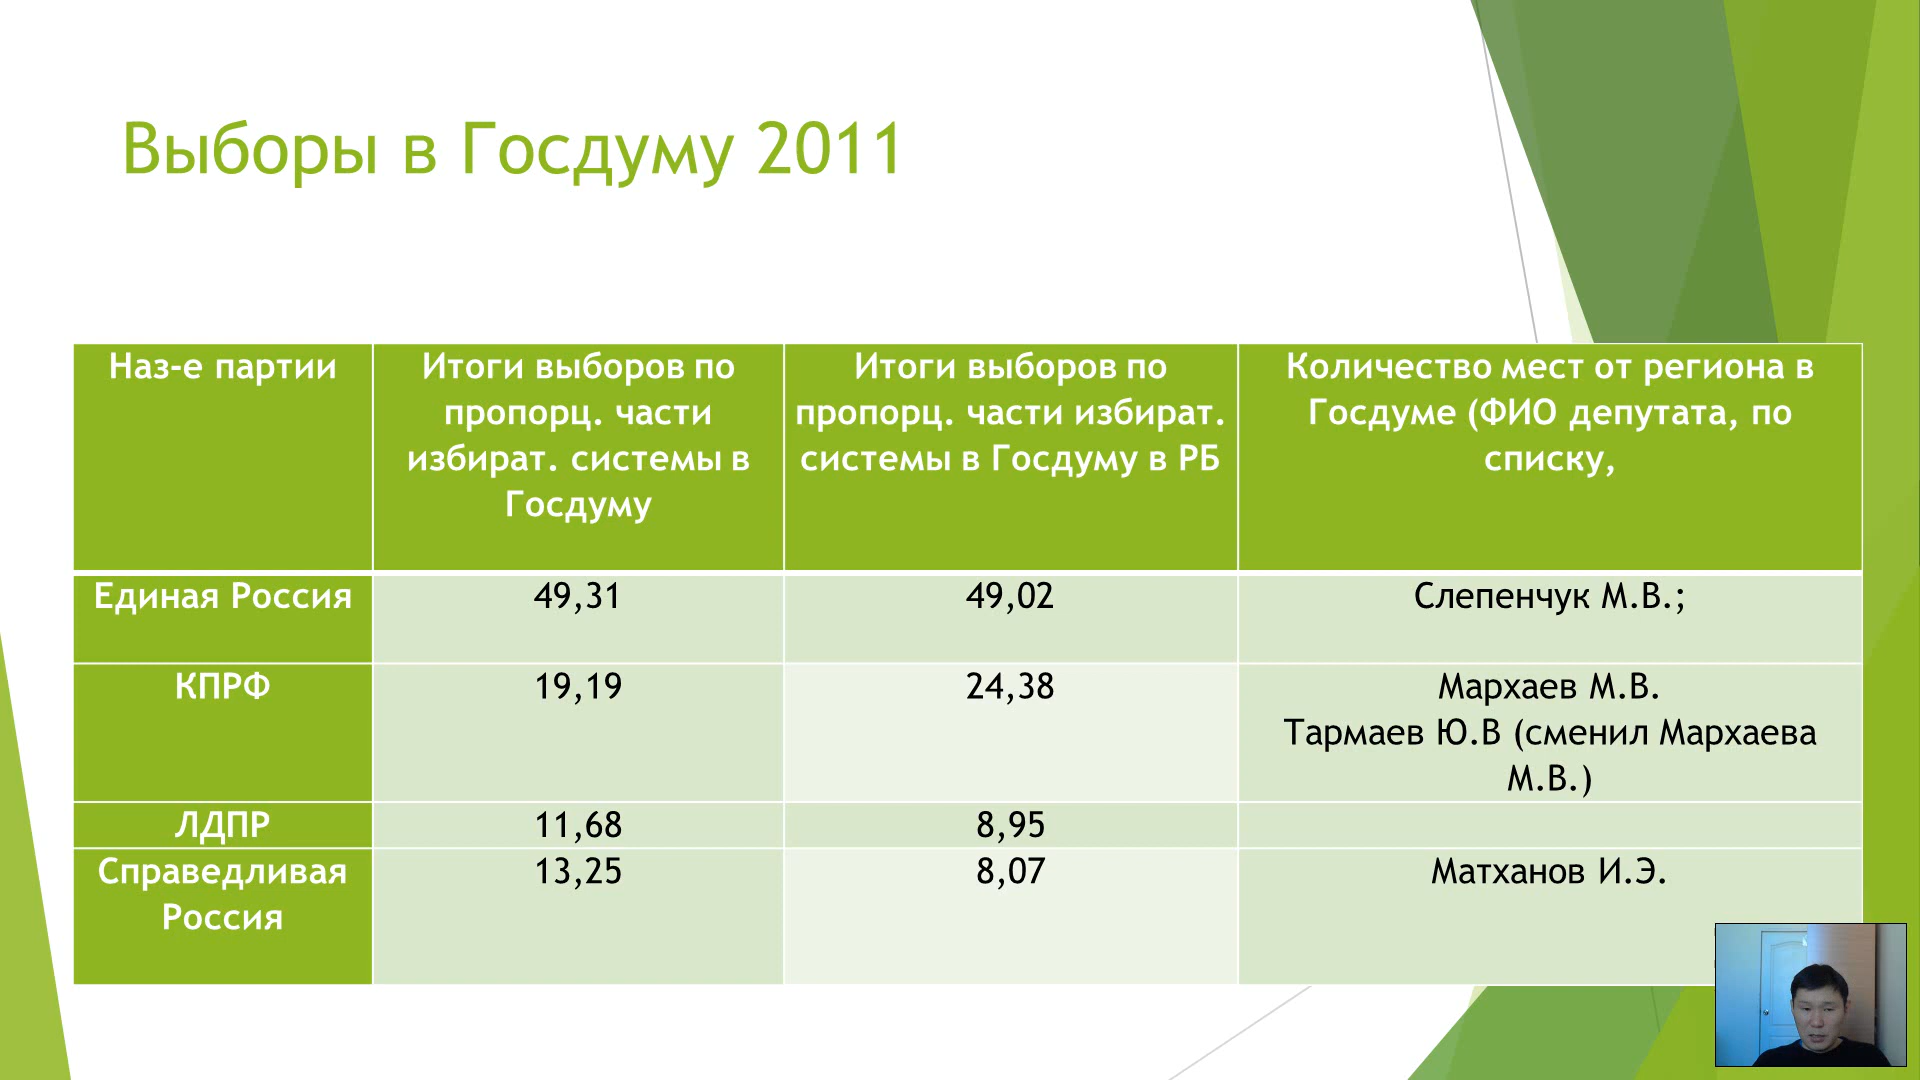 Выборы в Госдуму 2011
Наз-е партии
Итоги выборов по
пропорц. части
избират. системы в
Госдуму
Итоги выборов по
пропорц. части избират.
системы в Госдуму в РБ
Количество мест от региона в
Госдуме (ФИО депутата, по
списку,
Единая Россия
49,31
49,02
Слепенчук М.В.;
КПРФ
19,19
24,38
Мархаев М.В.
Тармаев Ю.В (сменил Мархаева
М.В.)
ЛДПР
11,68
8,95
Справедливая
Россия
13,25
8,07
Матханов И.Э.